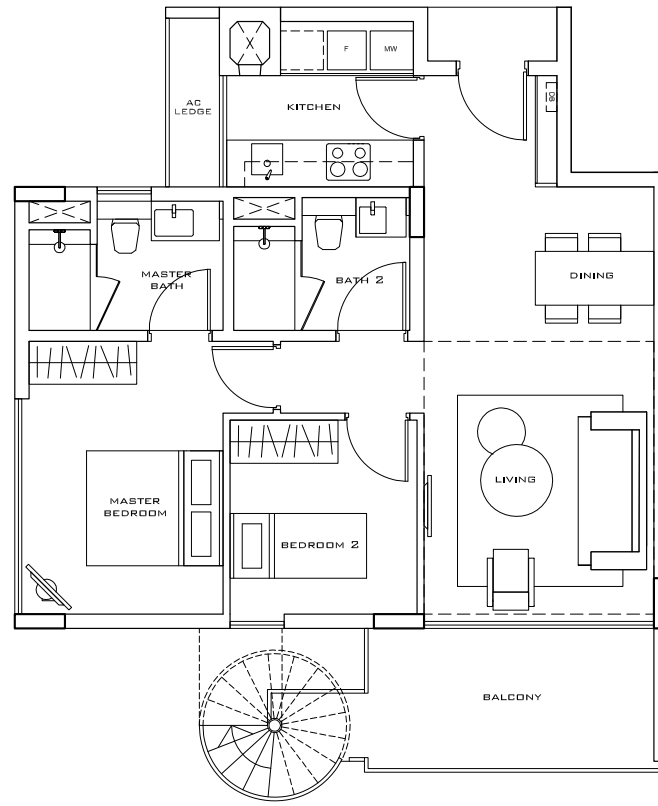 F
MW
AC
LEDGE
KITCHEN
DB
MASTER
BATH
BATH 2
DINING
MASTER
BEDROOM
LIVING
BEDROOM 2
BALCONY